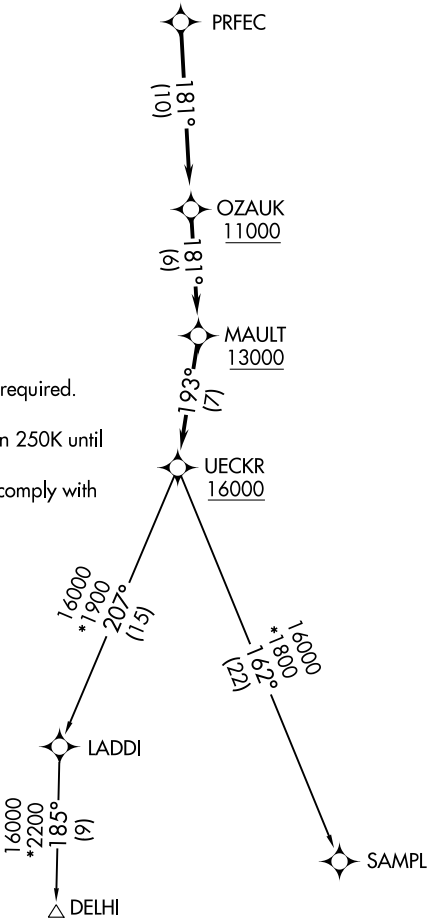 PRFEC
181°
(10)
OZAUK
11000
181°
(9)
MAULT
13000
required.
193°
(7)
n 250K until
UECKR
16000
comply with
16000
*1900
207°
(15)
16000
*1800
162°
(22)
LADDI
16000
*2200
185°
(9)
SAMPL
DELHI